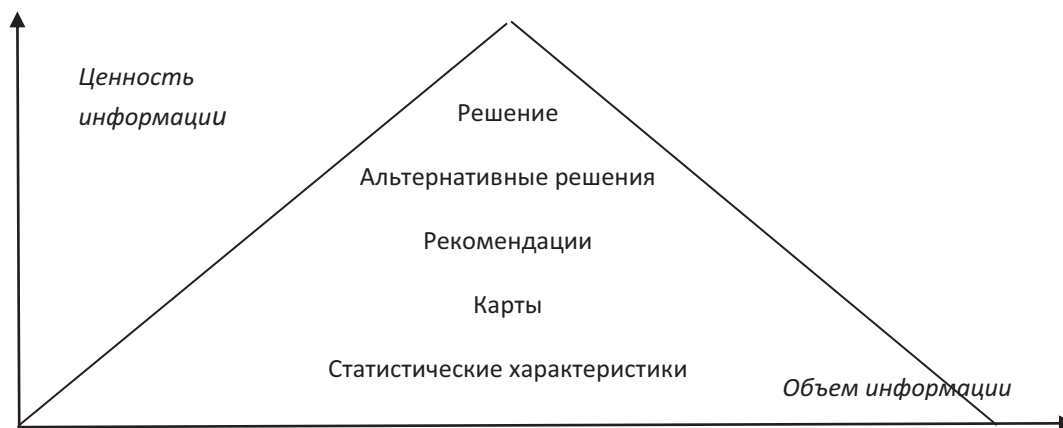 Ценность
информации
Решение
Альтернативные решения
Рекомендации
Карты
Статистические характеристики
Объем информации